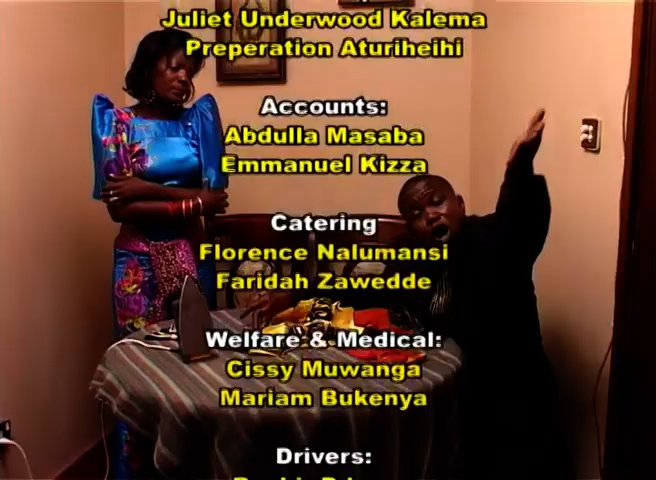 Juliet Underwood Kalema
Preperation Aturiheihi
Accounts:
Abdulla Masaba
Emmanuel Kizza
Catering
Florence Nalumansi
Faridah Zawedde
Welfare & Medical:
Cissy Muwanga
Mariam Bukenya
Drivers: